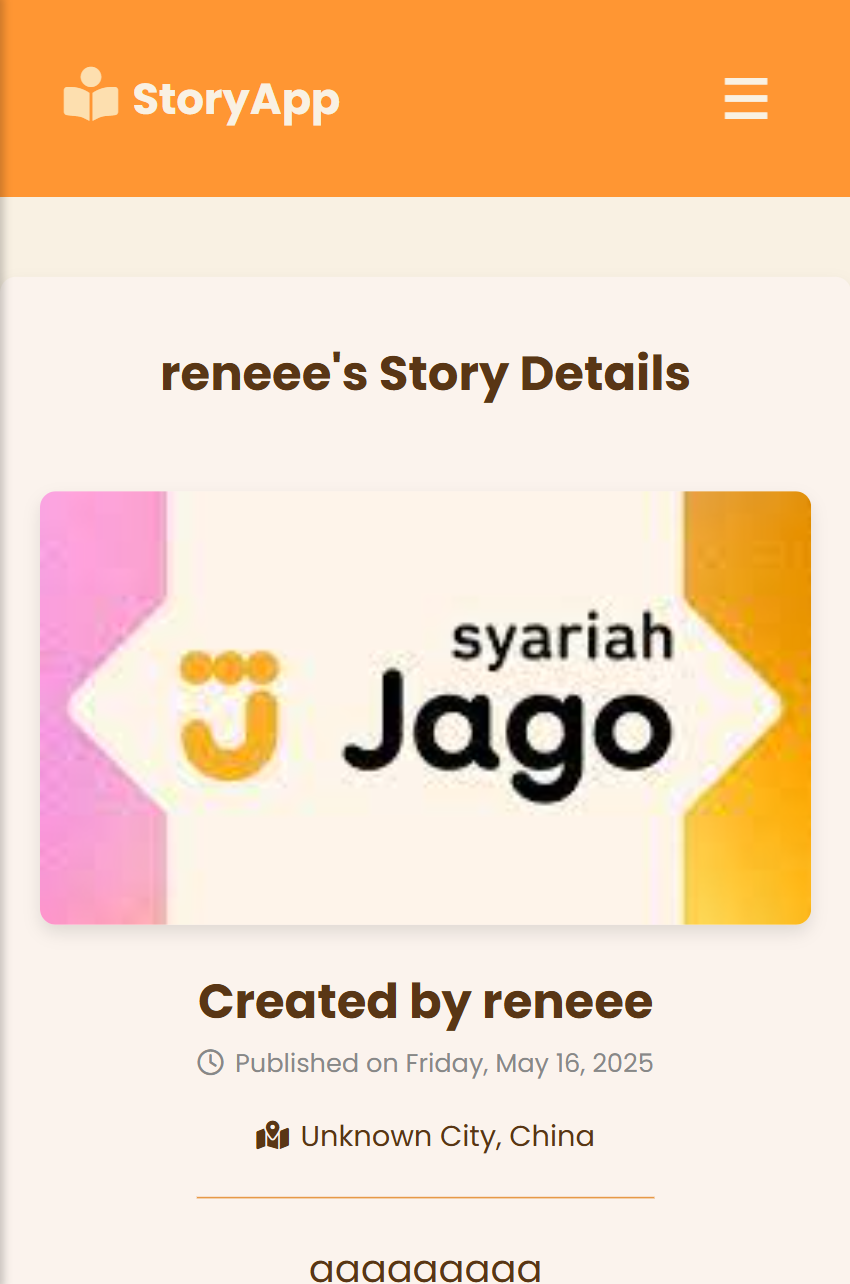 StoryApp
reneee's Story Details
syariah
Jago
Created by reneee
Published on Friday, May 16, 2025
Unknown City, China
aaaaaaaaa